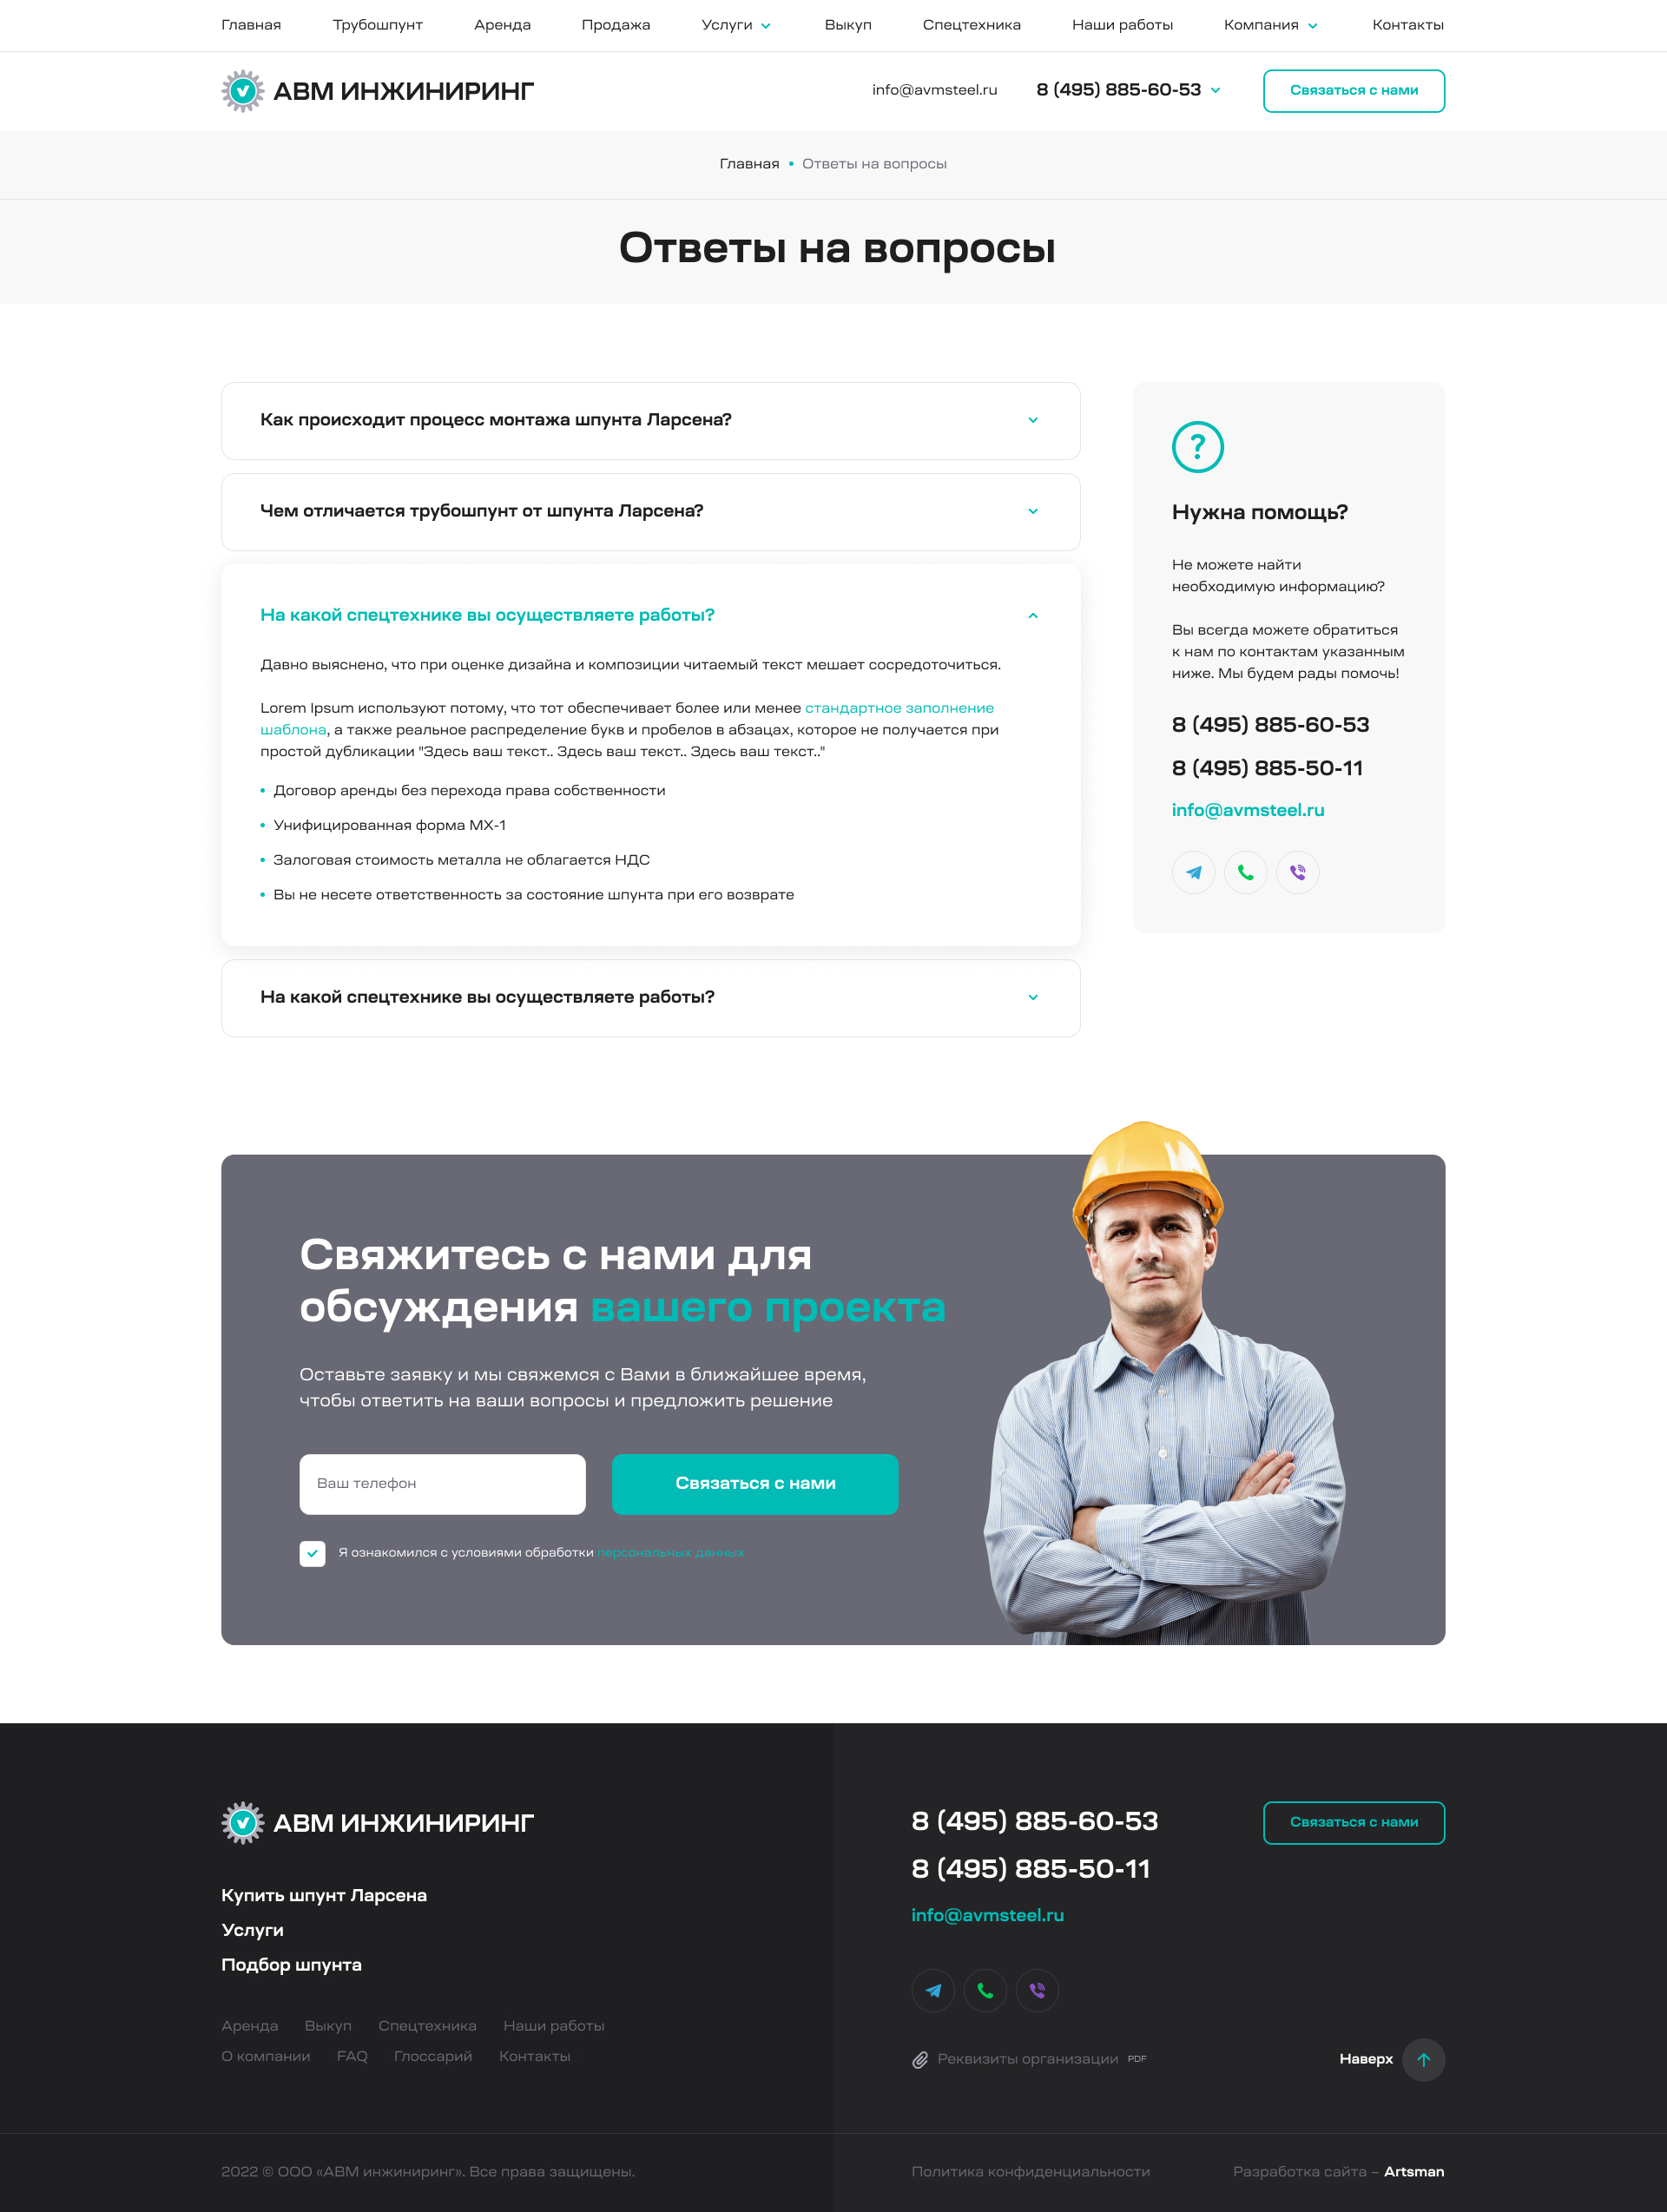 Главная Трубошпунт Аренда Продажа Услуги Выкуп Спецтехника Наши работы Компания Контакты
АВМ ИНЖИНИРИНГ
info@avmsteel.ru 8 (495) 885-60-53 Связаться с нами
Главная • Ответы на вопросы
Ответы на вопросы
Как происходит процесс монтажа шпунта Ларсена?
Чем отличается трубошпунт от шпунта Ларсена?
На какой спецтехнике вы осуществляете работы?
Давно выяснено, что при оценке дизайна и композиции читаемый текст мешает сосредоточиться.
Lorem Ipsum используют потому, что тот обеспечивает более или менее стандартное заполнение
шаблона, а также реальное распределение букв и пробелов в абзацах, которое не получается при
простой дубликации "Здесь ваш текст.. Здесь ваш текст.. Здесь ваш текст.."
• Договор аренды без перехода права собственности
• Унифицированная форма МХ-1
• Залоговая стоимость металла не облагается НДС
• Вы не несете ответственность за состояние шпунта при его возврате
На какой спецтехнике вы осуществляете работы?
?
Нужна помощь?
Не можете найти
необходимую информацию?
Вы всегда можете обратиться
к нам по контактам указанным
ниже. Мы будем рады помочь!
8 (495) 885-60-53
8 (495) 885-50-11
info@avmsteel.ru
Свяжитесь с нами для
обсуждения вашего проекта
Оставьте заявку и мы свяжемся с Вами в ближайшее время,
чтобы ответить на ваши вопросы и предложить решение
Ваш телефон Связаться с нами
Я ознакомился с условиями обработки персональных данных
АВМ ИНЖИНИРИНГ
Купить шпунт Ларсена
Услуги
Подбор шпунта
Аренда Выкуп Спецтехника Наши работы
О компании FAQ Глоссарий Контакты
8 (495) 885-60-53
8 (495) 885-50-11
info@avmsteel.ru
Связаться с нами
Реквизиты организации PDF
Наверх
2022 © ООО «АВМ инжиниринг». Все права защищены.
Политика конфиденциальности
Разработка сайта – Artsman